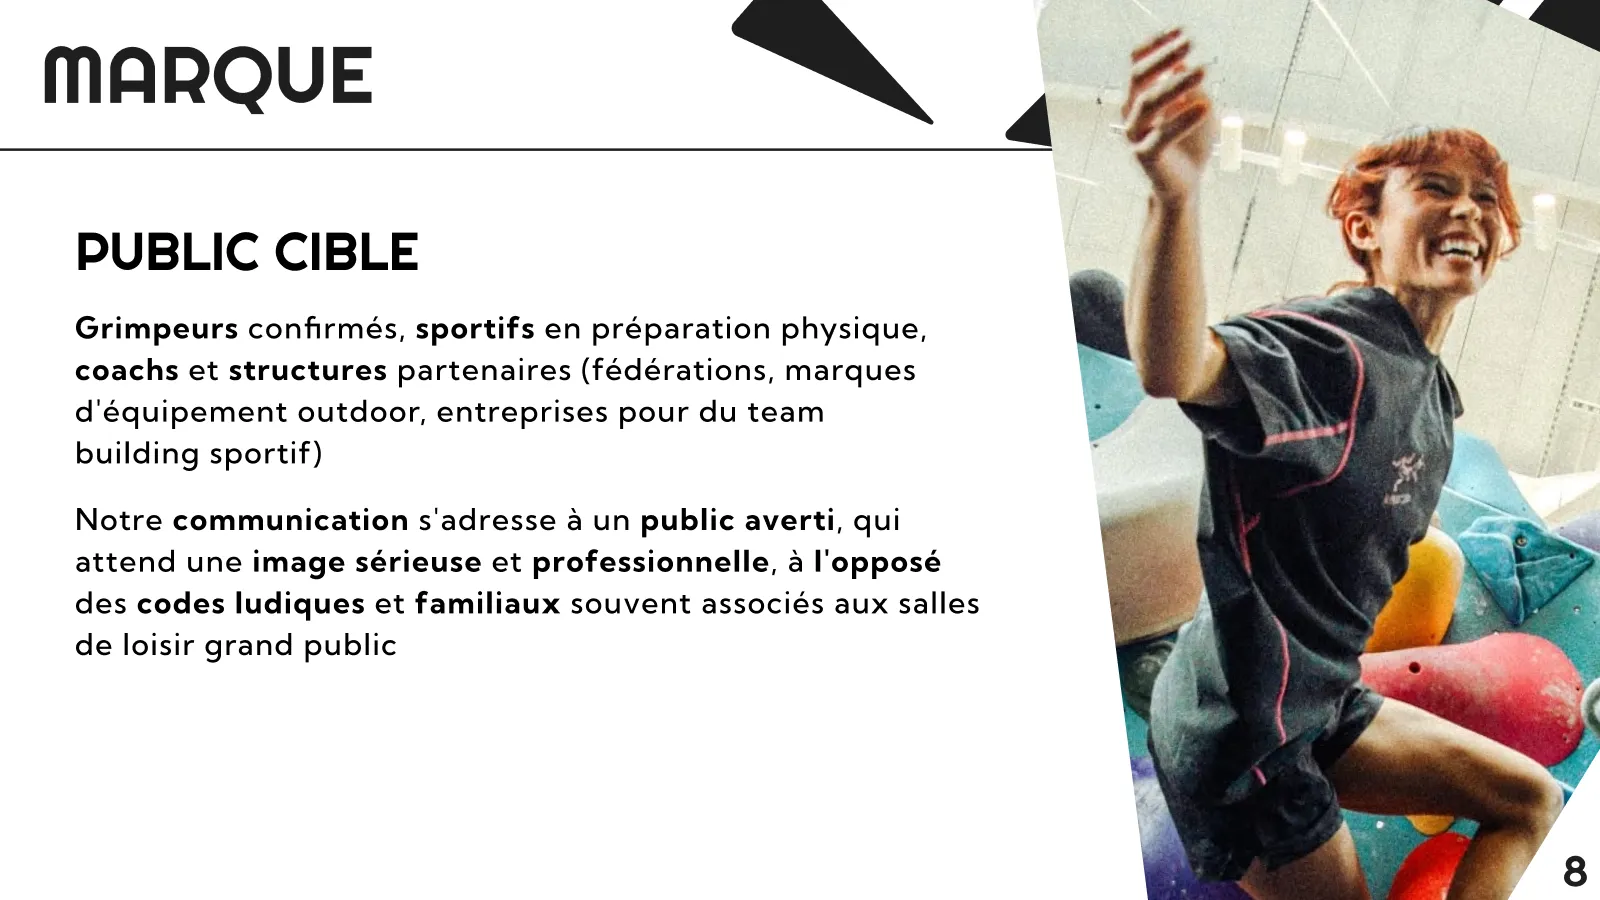 MARQUE
PUBLIC CIBLE
Grimpeurs confirmés, sportifs en préparation physique,
coachs et structures partenaires (fédérations, marques
d'équipement outdoor, entreprises pour du team
building sportif)
Notre communication s'adresse à un public averti, qui
attend une image sérieuse et professionnelle, à l'opposé
des codes ludiques et familiaux souvent associés aux salles
de loisir grand public
8